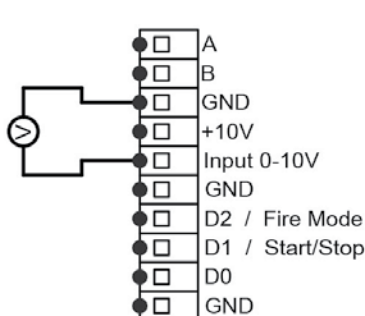 A
B
GND
+10V
Input 0-10V
GND
D2 / Fire Mode
D1 / Start/Stop
D0
GND
V